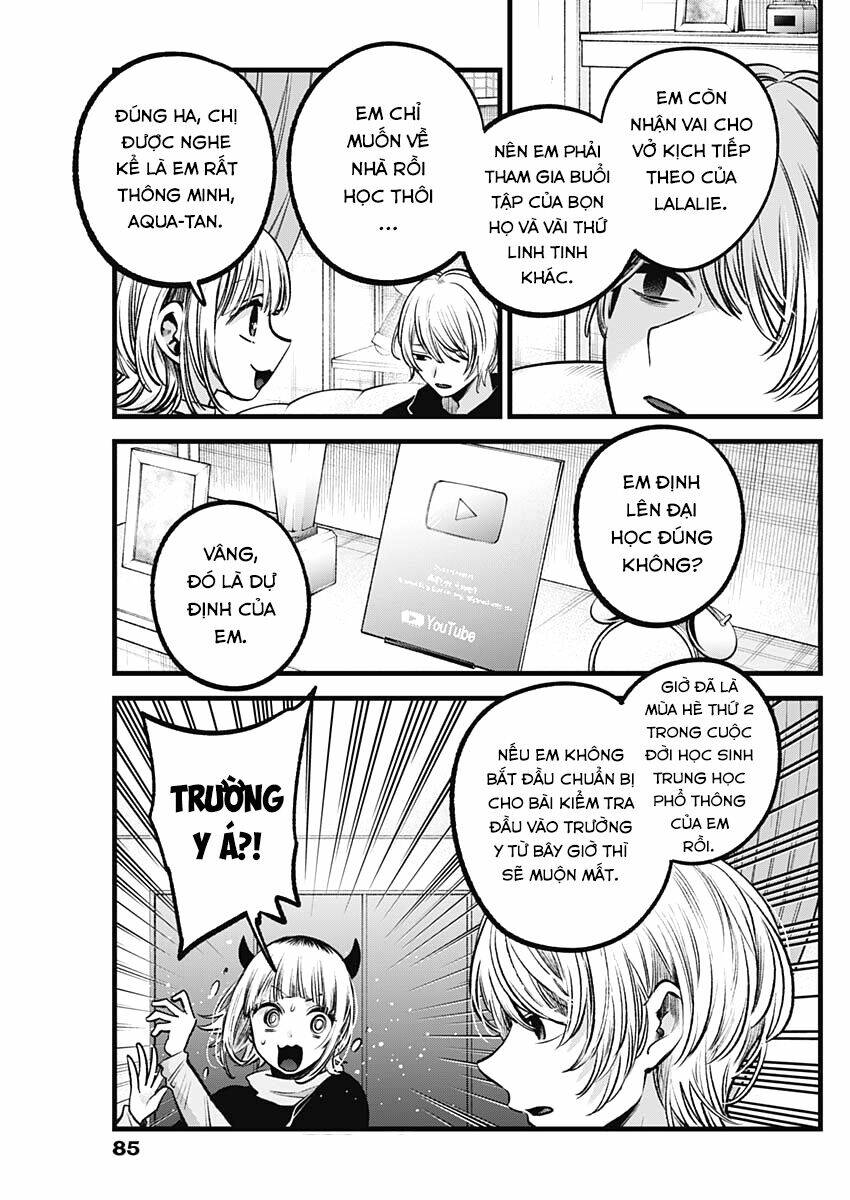 EM CÒN
NHẬN VAI CHO
VỞ KỊCH TIẾP
THEO CỦA
LALALIE.
NÊN EM PHẢI
THAM GIA BUỔI
TẬP CỦA BỌN
HỌ VÀ VÀI THỨ
LINH TINH
KHÁC.
EM CHỈ
MUỐN VỀ
NHÀ RỒI
HỌC THÔI
...
ĐÚNG HA, CHỊ
ĐƯỢC NGHE
KỂ LÀ EM RẤT
THÔNG MINH,
AQUA-TAN.
EM ĐỊNH
LÊN ĐẠI
HỌC ĐÚNG
KHÔNG?
YouTube
VÂNG,
ĐÓ LÀ DỰ
ĐỊNH CỦA
EM.
GIỜ ĐÃ LÀ
MÙA HÈ THỨ 2
TRONG CUỘC
ĐỜI HỌC SINH
TRUNG HỌC
PHỔ THÔNG
CỦA EM
RỒI.
NẾU EM KHÔNG
BẮT ĐẦU CHUẨN BỊ
CHO BÀI KIỂM TRA
ĐẦU VÀO TRƯỜNG
Y TỪ BÂY GIỜ THÌ
SẼ MUỘN MẤT.
TRƯỜNG
Y Á?!
85